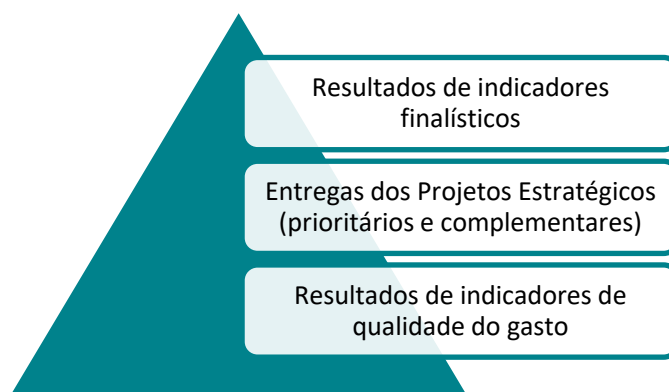 Resultados de indicadores
finalísticos
Entregas dos Projetos Estratégicos
(prioritários e complementares)
Resultados de indicadores de
qualidade do gasto